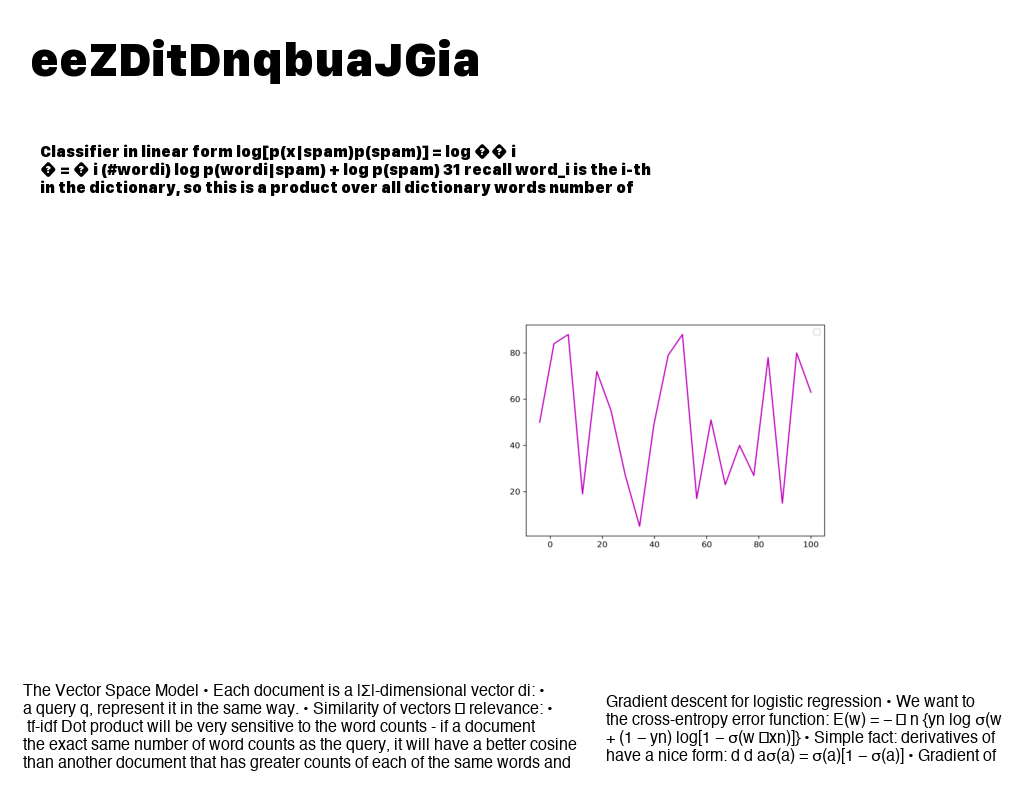 eeZDitDnqbuaJGia
Classifier in linear form log[p(x|spam)p(spam)] = log �� i
� = � i (#wordi) log p(wordi|spam) + log p(spam) 31 recall word_i is the i-th
in the dictionary, so this is a product over all dictionary words number of
80
60
40
20
0 20 40 60 80 100
The Vector Space Model • Each document is a |Σ|-dimensional vector di: •
a query q, represent it in the same way. • Similarity of vectors □ relevance: •
tf-idf Dot product will be very sensitive to the word counts - if a document
the exact same number of word counts as the query, it will have a better cosine
than another document that has greater counts of each of the same words and
Gradient descent for logistic regression • We want to
the cross-entropy error function: E(w) = – □ n {yn log σ(w
+ (1 – yn) log[1 – σ(w □xn)]} • Simple fact: derivatives of
have a nice form: d d aσ(a) = σ(a)[1 – σ(a)] • Gradient of